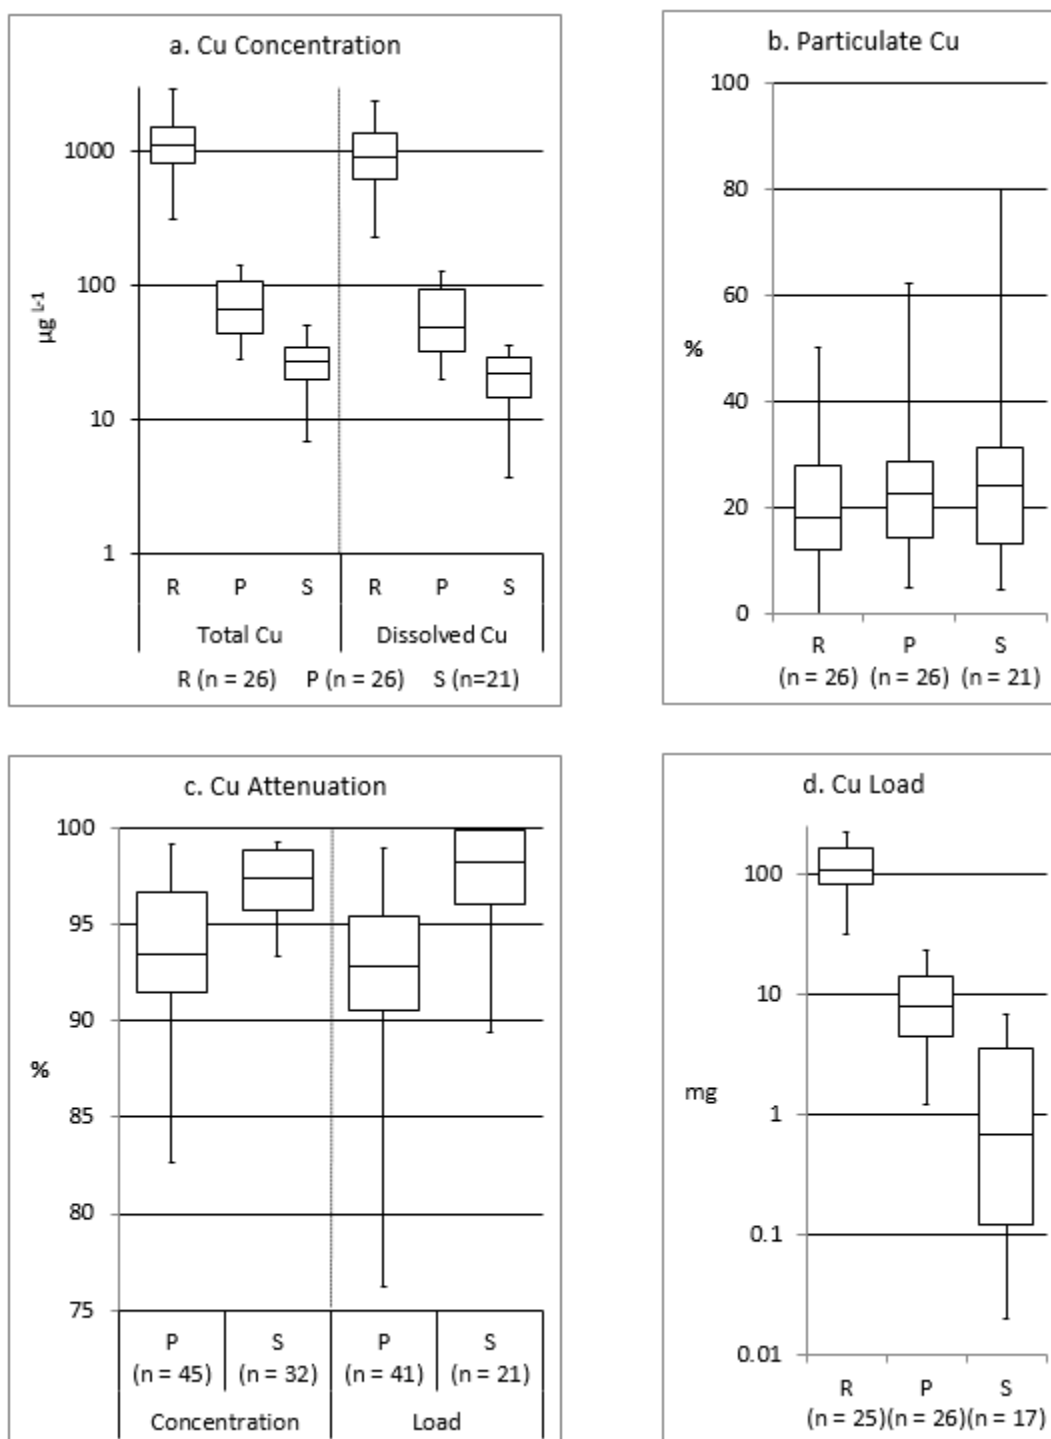 a. Cu Concentration
1000
100
10
1
µg L-1
R P S R P S
Total Cu Dissolved Cu
R (n = 26) P (n = 26) S (n=21)
b. Particulate Cu
100
80
60
40
20
0
%
R P S
(n = 26) (n = 26) (n = 21)
c. Cu Attenuation
100
95
90
85
80
75
%
P S P S
(n = 45) (n = 32) (n = 41) (n = 21)
Concentration Load
d. Cu Load
100
10
1
0.1
0.01
mg
R P S
(n = 25)(n = 26)(n = 17)